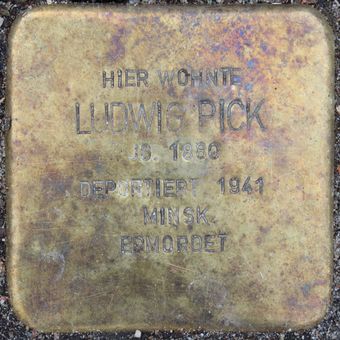 HIER WOHNTE
LUDWIG PICK
JG. 1880
DEPORTIERT 1941
MINSK
ERMORDET